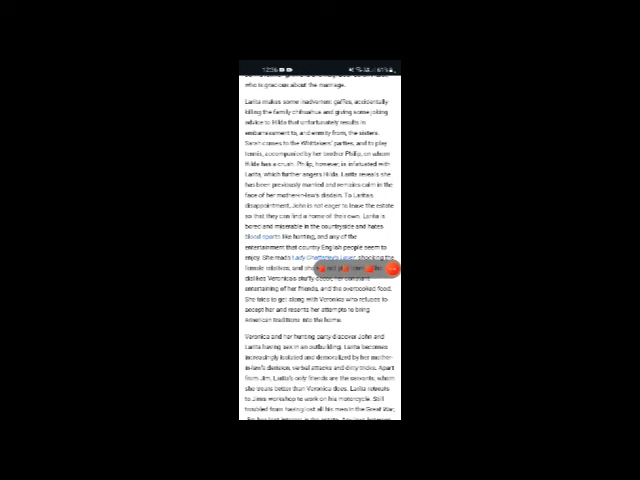 12:36
61%
who is gracious about the marriage.
Larita makes some inadvertent gaffes, accidentally
killing the family chihuahua and giving some joking
advice to Hilda that unfortunately results in
embarrassment to, and enmity from, the sisters.
Sarah comes to the Whittakers' parties, and to play
tennis, accompanied by her brother Philip, on whom
Hilda has a crush. Philip, however, is infatuated with
Larita, which further angers Hilda. Larita reveals she
has been previously married and remains calm in the
face of her mother-in-law's disdain. To Larita's
disappointment, John is not eager to leave the estate
so that they can find a home of their own. Larita is
bored and miserable in the countryside and hates
blood sports like hunting, and any of the
entertainment that country English people seem to
enjoy. She reads Lady Chatterley's Lover, shocking the
female relatives, and
dislikes Veronica's stuffy decor, her constant
entertaining of her friends, and the overcooked food.
She tries to get along with Veronica who refuses to
accept her and resents her attempts to bring
American traditions into the home.
Veronica and her hunting party discover John and
Larita having sex in an outbuilding. Larita becomes
increasingly isolated and demoralized by her mother-
in-law's derision, verbal attacks and dirty tricks. Apart
from Jim, Larita's only friends are the servants, whom
she treats better than Veronica does. Larita retreats
to Jim's workshop to work on his motorcycle. Still
troubled from having lost all his men in the Great War,